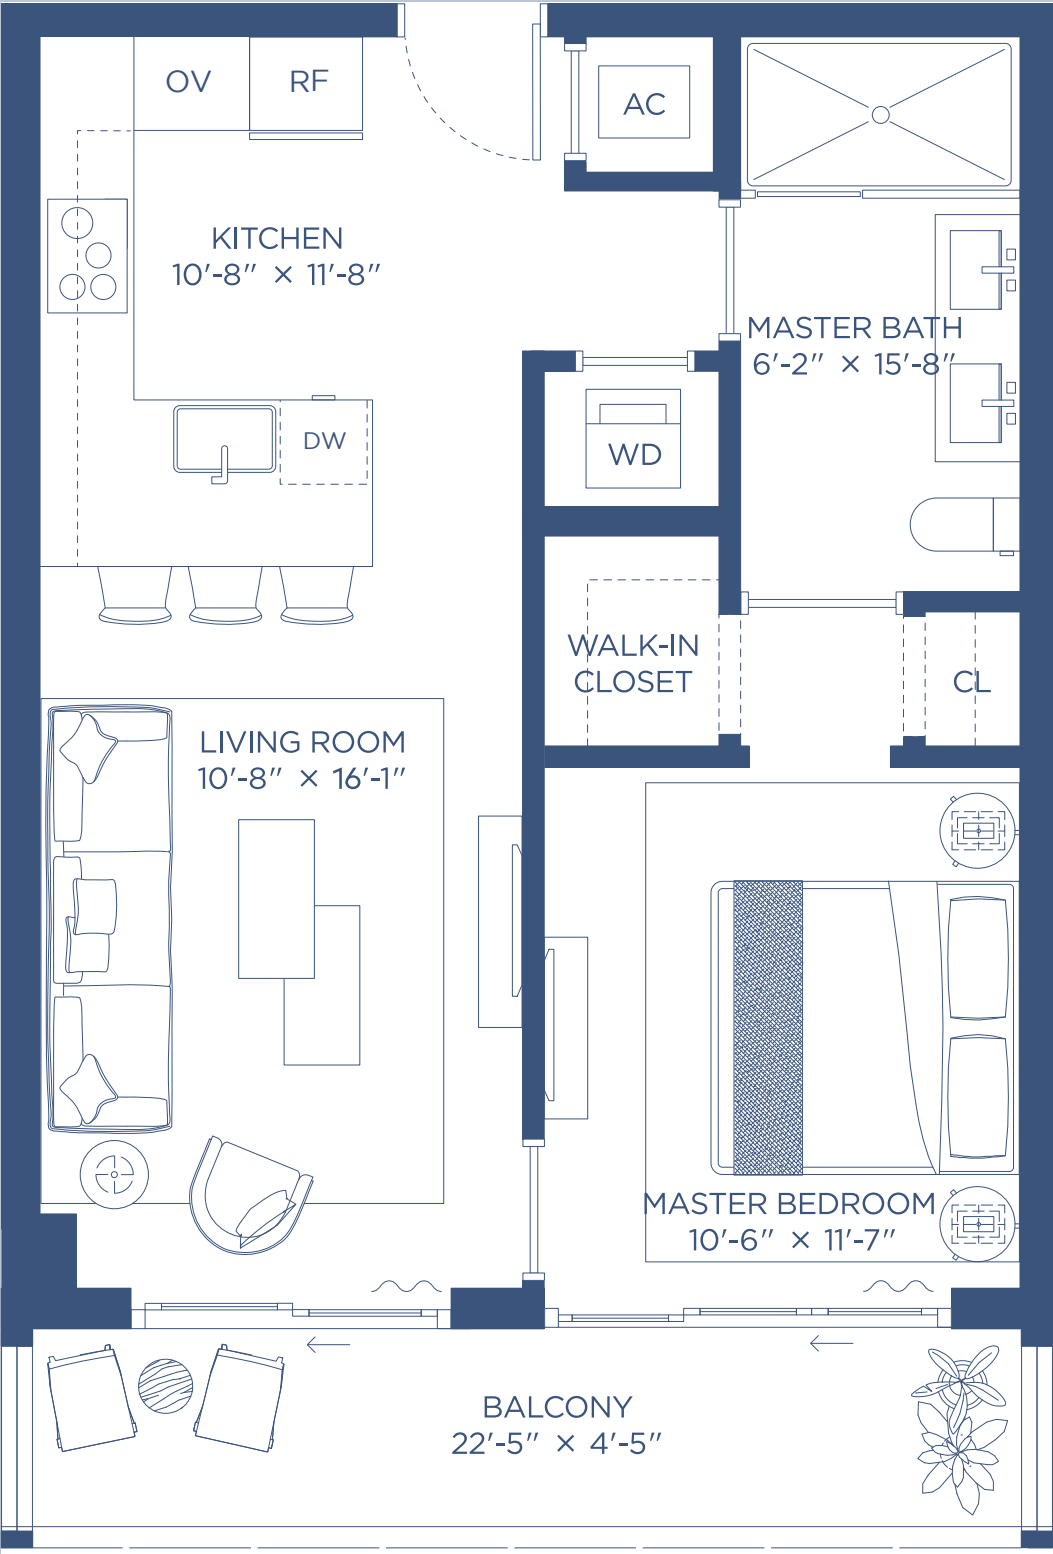 OV
RF
AC
KITCHEN
10'-8" × 11'-8"
MASTER BATH
6'-2" × 15'-8"
DW
WD
WALK-IN
CLOSET
CL
LIVING ROOM
10'-8" × 16'-1"
MASTER BEDROOM
10'-6" × 11'-7"
BALCONY
22'-5" × 4'-5"